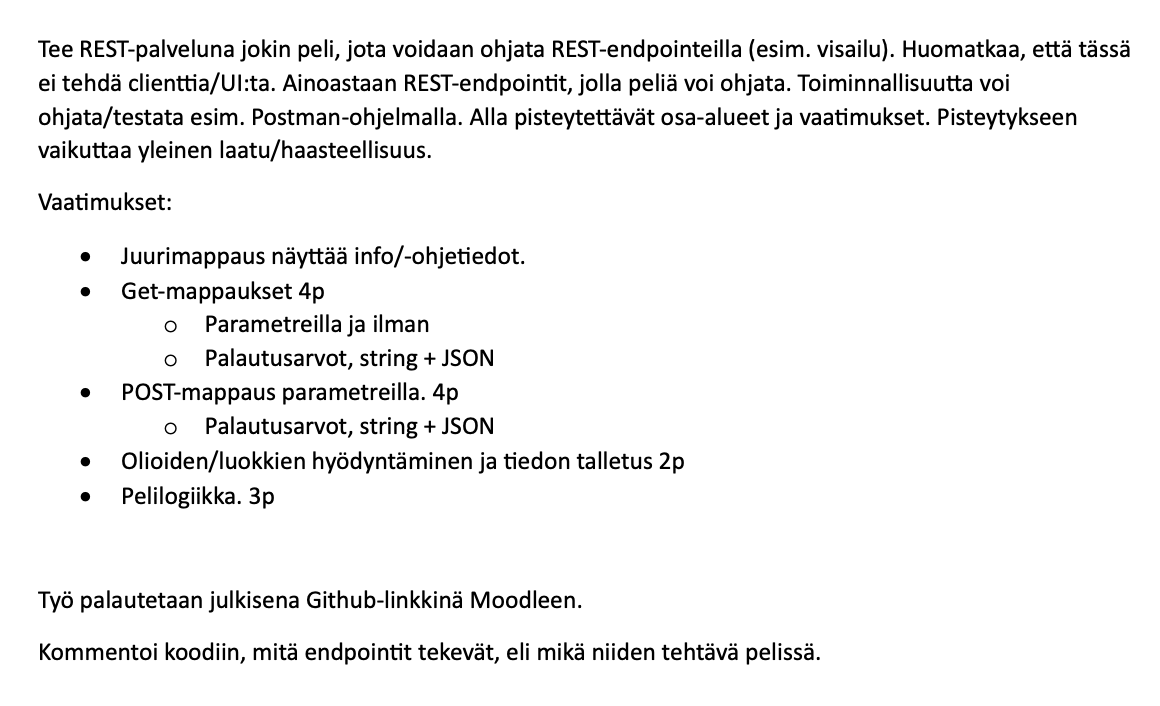 Tee REST-palveluna jokin peli, jota voidaan ohjata REST-endpointeilla (esim. visailu). Huomatkaa, että tässä
ei tehdä clienttia/UI:ta. Ainoastaan REST-endpointit, jolla peliä voi ohjata. Toiminnallisuutta voi
ohjata/testata esim. Postman-ohjelmalla. Alla pisteytettävät osa-alueet ja vaatimukset. Pisteytykseen
vaikuttaa yleinen laatu/haasteellisuus.
Vaatimukset:
• Juurimappaus näyttää info/-ohjetiedot.
• Get-mappaukset 4p
o Parametreilla ja ilman
o Palautusarvot, string + JSON
• POST-mappaus parametreilla. 4p
o Palautusarvot, string + JSON
• Olioiden/luokkien hyödyntäminen ja tiedon talletus 2p
• Pelilogiikka. 3p
Työ palautetaan julkisena Github-linkkinä Moodleen.
Kommentoi koodiin, mitä endpointit tekevät, eli mikä niiden tehtävä pelissä.